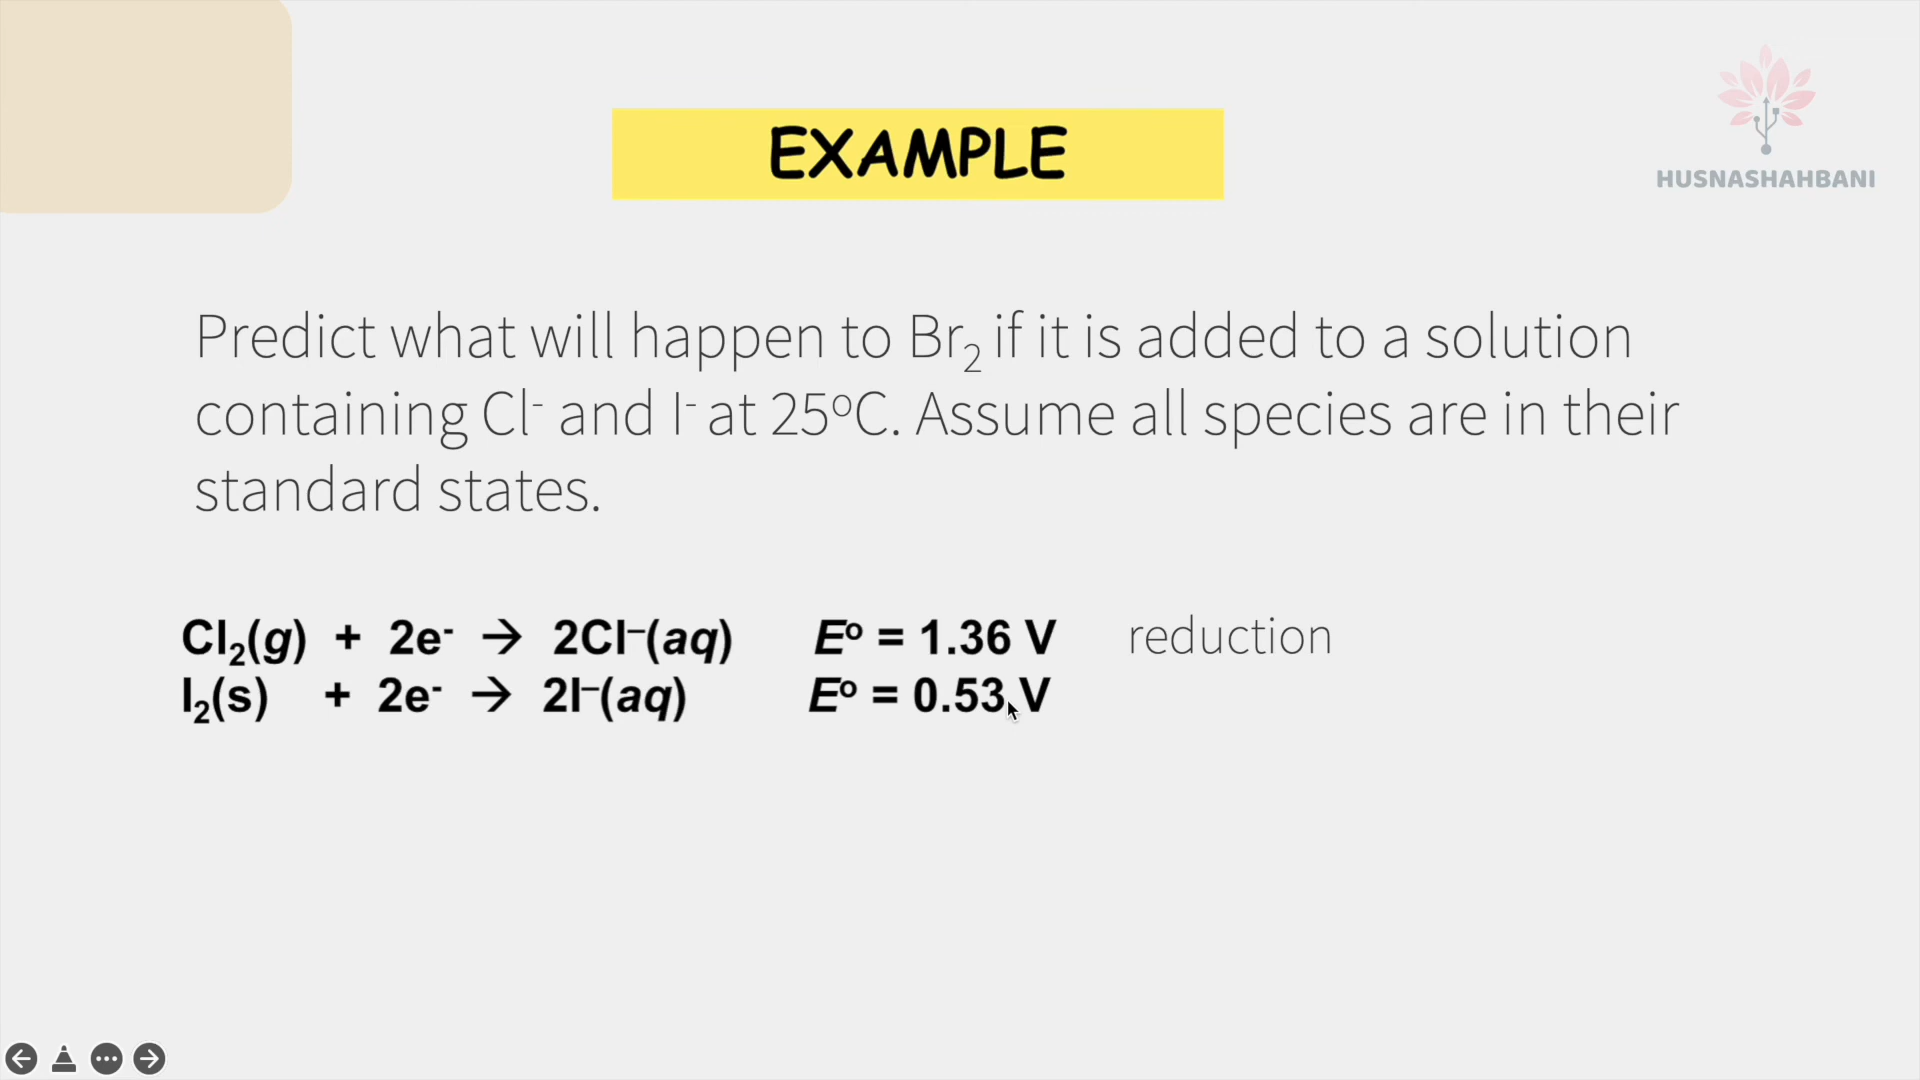 EXAMPLE
HUSNASHAHBANI
Predict what will happen to Br₂ if it is added to a solution
containing Cl⁻ and I⁻ at 25ºC. Assume all species are in their
standard states.
Cl₂(g) + 2e⁻ → 2Cl⁻(aq) Eº = 1.36 V reduction
I₂(s) + 2e⁻ → 2I⁻(aq) Eº = 0.53 V